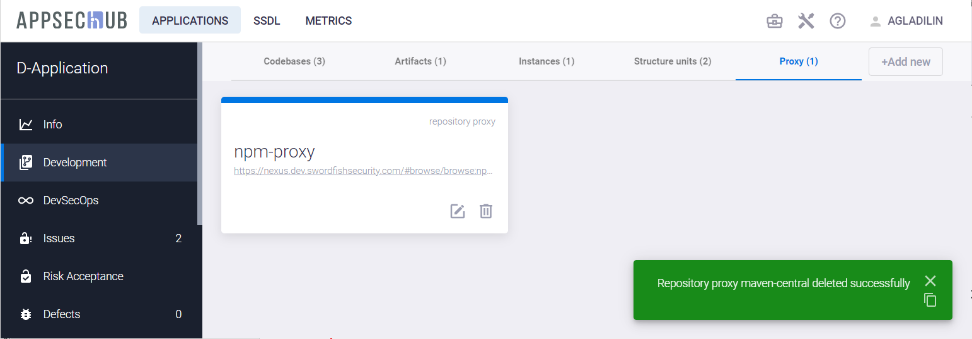 APPSECHUB APPLICATIONS SSDL METRICS AGLADILIN
D-Application
Codebases (3) Artifacts (1) Instances (1) Structure units (2) Proxy (1) +Add new
Info
Development
DevSecOps
Issues 2
Risk Acceptance
Defects 0
repository proxy
npm-proxy
https://nexus.dev.swordfishsecurity.com/#browse/browse:np...
Repository proxy maven-central deleted successfully